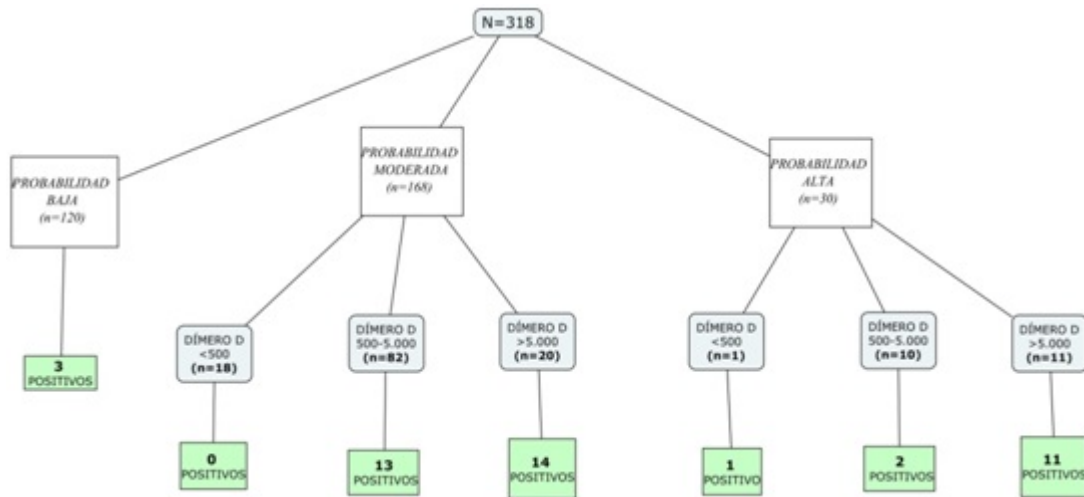 N=318
PROBABILIDAD
BAJA
(n=120)
PROBABILIDAD
MODERADA
(n=168)
PROBABILIDAD
ALTA
(n=30)
DÍMERO D
<500
(n=18)
DÍMERO D
500-5.000
(n=82)
DÍMERO D
>5.000
(n=20)
DÍMERO D
<500
(n=1)
DÍMERO D
500-5.000
(n=10)
DÍMERO D
>5.000
(n=11)
3
POSITIVOS
0
POSITIVOS
13
POSITIVOS
14
POSITIVOS
1
POSITIVO
2
POSITIVOS
11
POSITIVOS